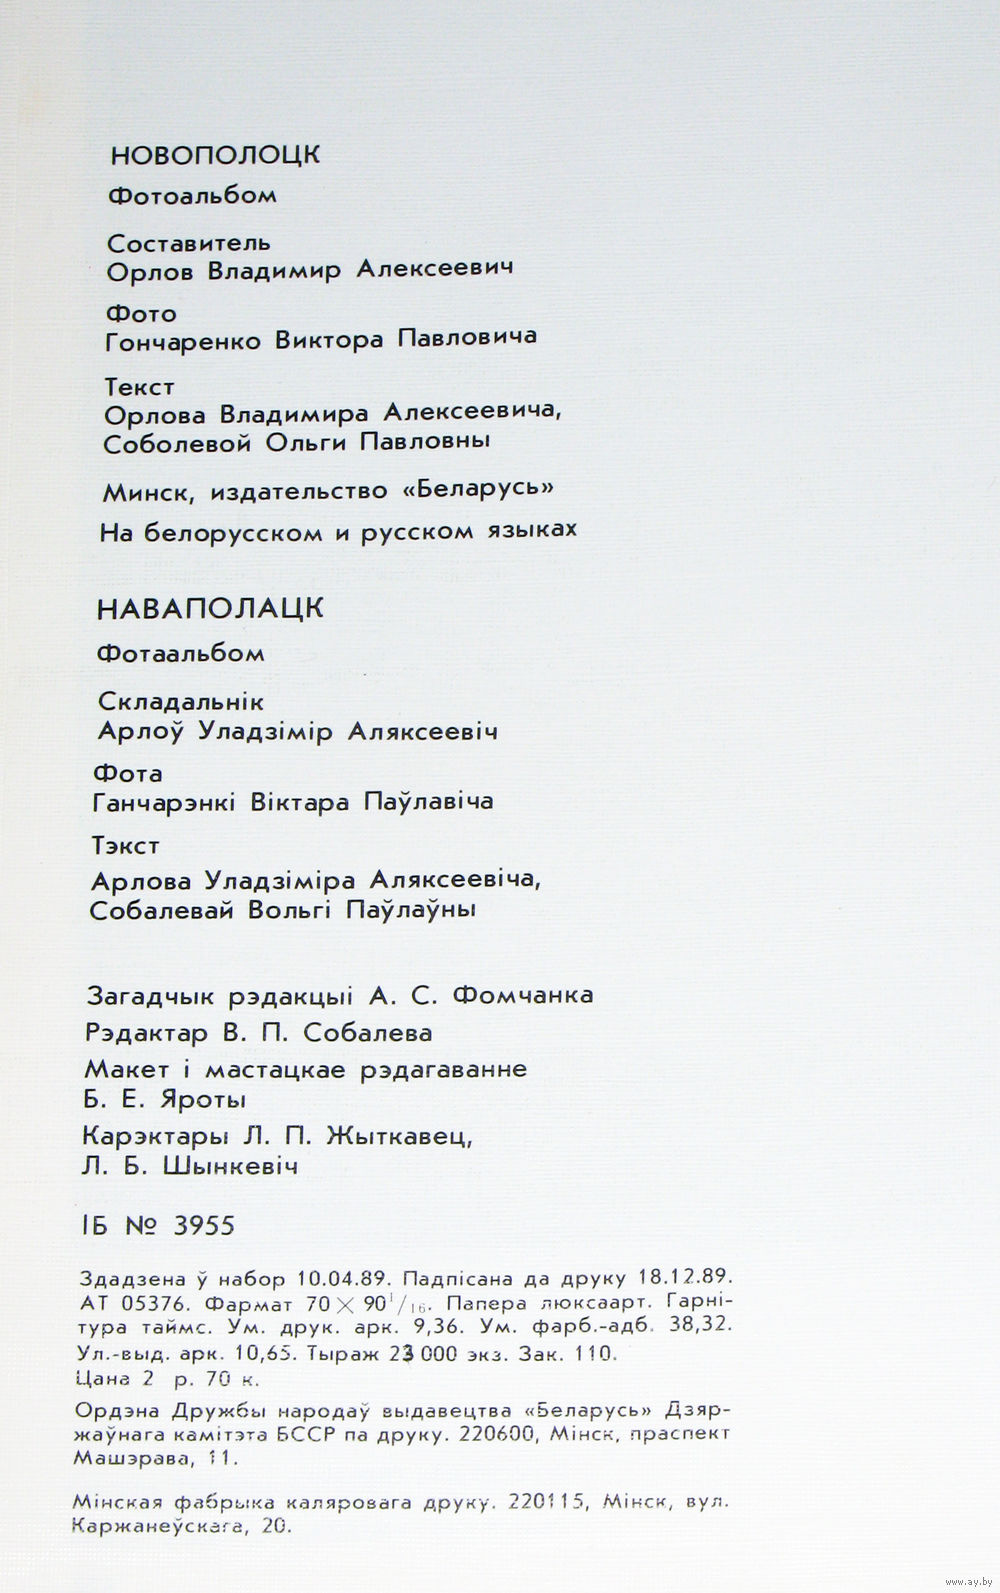 НОВОПОЛОЦК
Фотоальбом
Составитель
Орлов Владимир Алексеевич
Фото
Гончаренко Виктора Павловича
Текст
Орлова Владимира Алексеевича,
Соболевой Ольги Павловны
Минск, издательство «Беларусь»
На белорусском и русском языках
НАВАПОЛАЦК
Фотаальбом
Складальнік
Арлоў Уладзімір Аляксеевіч
Фота
Ганчарэнкі Віктара Паўлавіча
Тэкст
Арлова Уладзіміра Аляксеевіча,
Собалевай Вольгі Паўлаўны
Загадчык рэдакцыі А. С. Фомчанка
Рэдактар В. П. Собалева
Макет і мастацкае рэдагаванне
Б. Е. Яроты
Карэктары Л. П. Жыткавец,
Л. Б. Шынкевіч
ІБ № 3955
Здадзена ў набор 10.04.89. Падпісана да друку 18.12.89.
АТ 05376. Фармат 70×90¹/₁₆. Папера люксаарт. Гарні-
тура таймс. Ум. друк. арк. 9,36. Ум. фарб.-адб. 38,32.
Ул.-выд. арк. 10,65. Тыраж 23 000 экз. Зак. 110.
Цана 2 р. 70 к.
Ордэна Дружбы народаў выдавецтва «Беларусь» Дзяр-
жаўнага камітэта БССР па друку. 220600, Мінск, праспект
Машэрава, 11.
Мінская фабрыка каляровага друку. 220115, Мінск, вул.
Каржанеўскага, 20.
www.ay.by